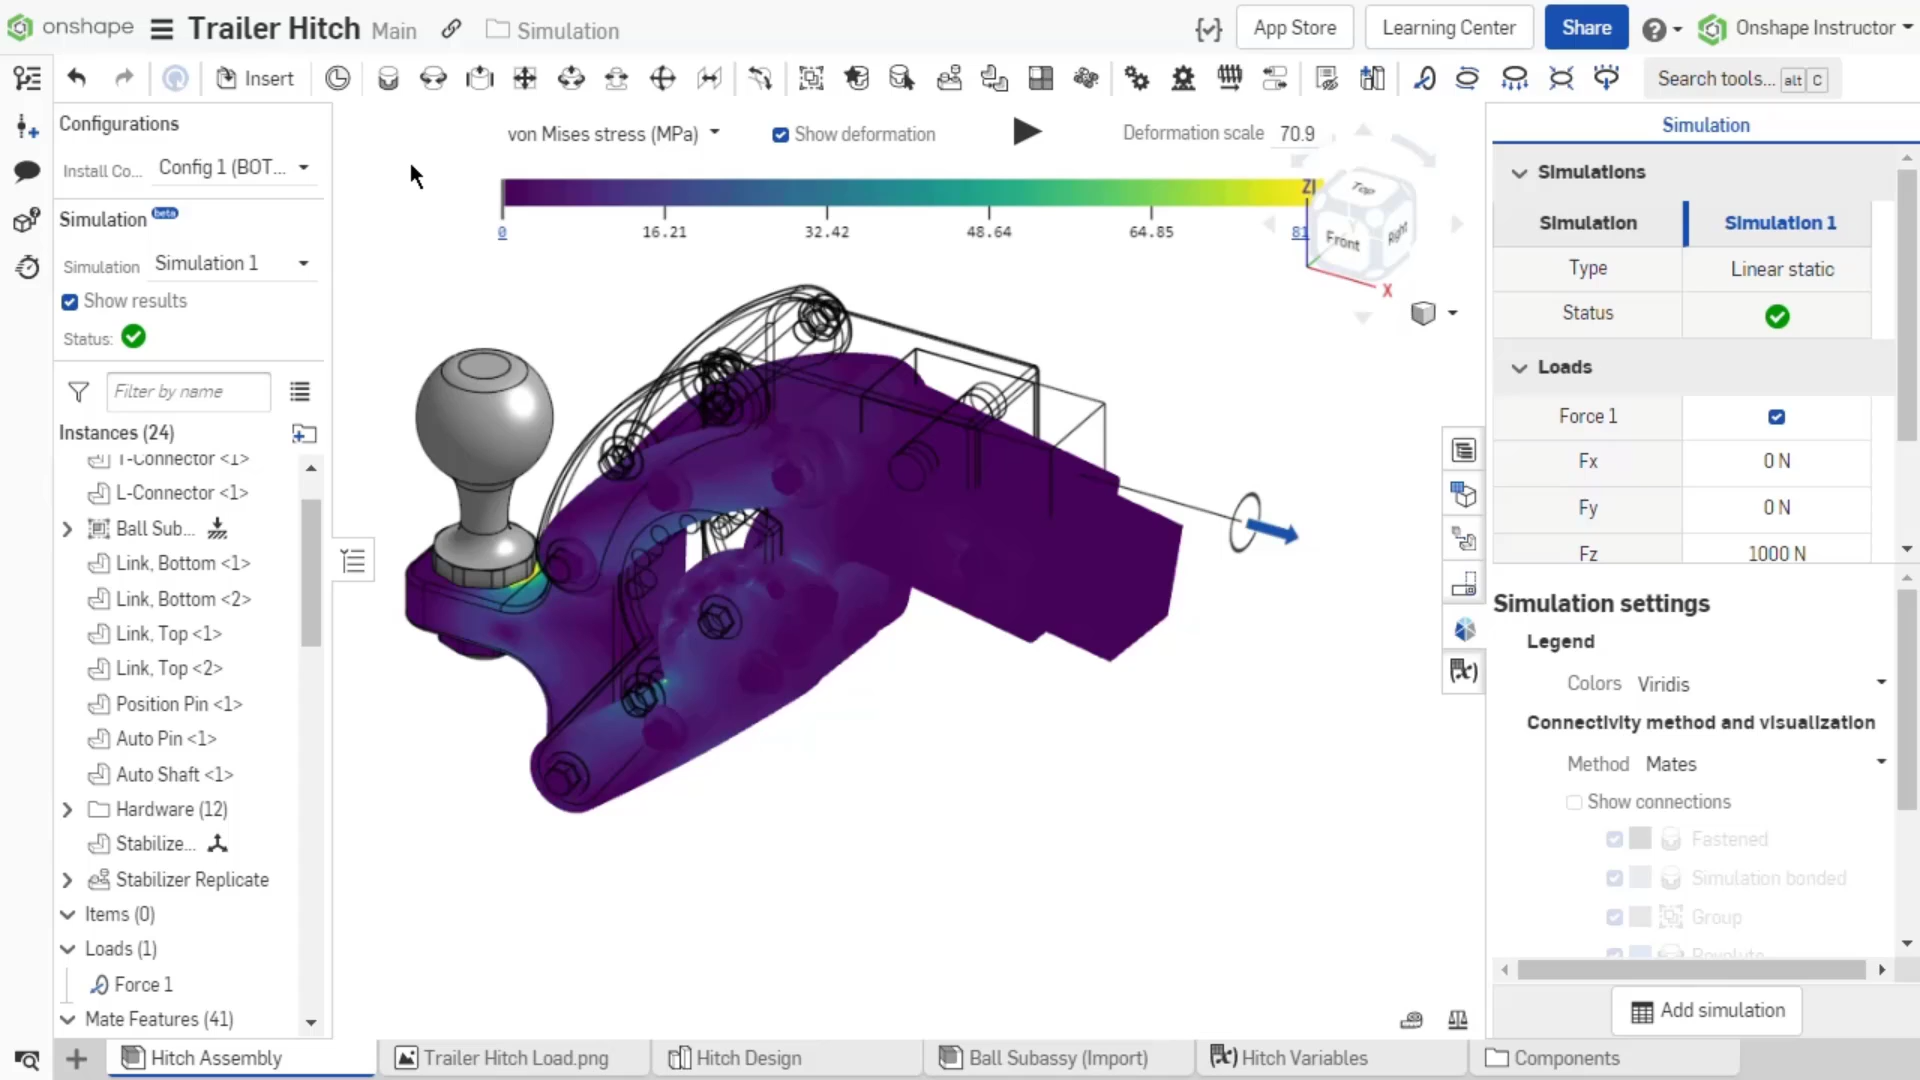 onshape Trailer Hitch Main Simulation App Store Learning Center Share Onshape Instructor
Insert Search tools... alt C
Configurations
Install Co... Config 1 (BOT...
Simulation beta
Simulation Simulation 1
Show results
Status:
Filter by name
Instances (24)
T-Connector <1>
L-Connector <1>
Ball Sub...
Link, Bottom <1>
Link, Bottom <2>
Link, Top <1>
Link, Top <2>
Position Pin <1>
Auto Pin <1>
Auto Shaft <1>
Hardware (12)
Stabilize...
Stabilizer Replicate
Items (0)
Loads (1)
Force 1
Mate Features (41)
von Mises stress (MPa) Show deformation Deformation scale 70.9
0 16.21 32.42 48.64 64.85 81
Z
Top
Front Right
X
Simulation
Simulations
Simulation Simulation 1
Type Linear static
Status
Loads
Force 1
Fx 0 N
Fy 0 N
Fz 1000 N
Simulation settings
Legend
Colors Viridis
Connectivity method and visualization
Method Mates
Show connections
Fastened
Simulation bonded
Group
Revolute
Add simulation
Hitch Assembly Trailer Hitch Load.png Hitch Design Ball Subassy (Import) Hitch Variables Components